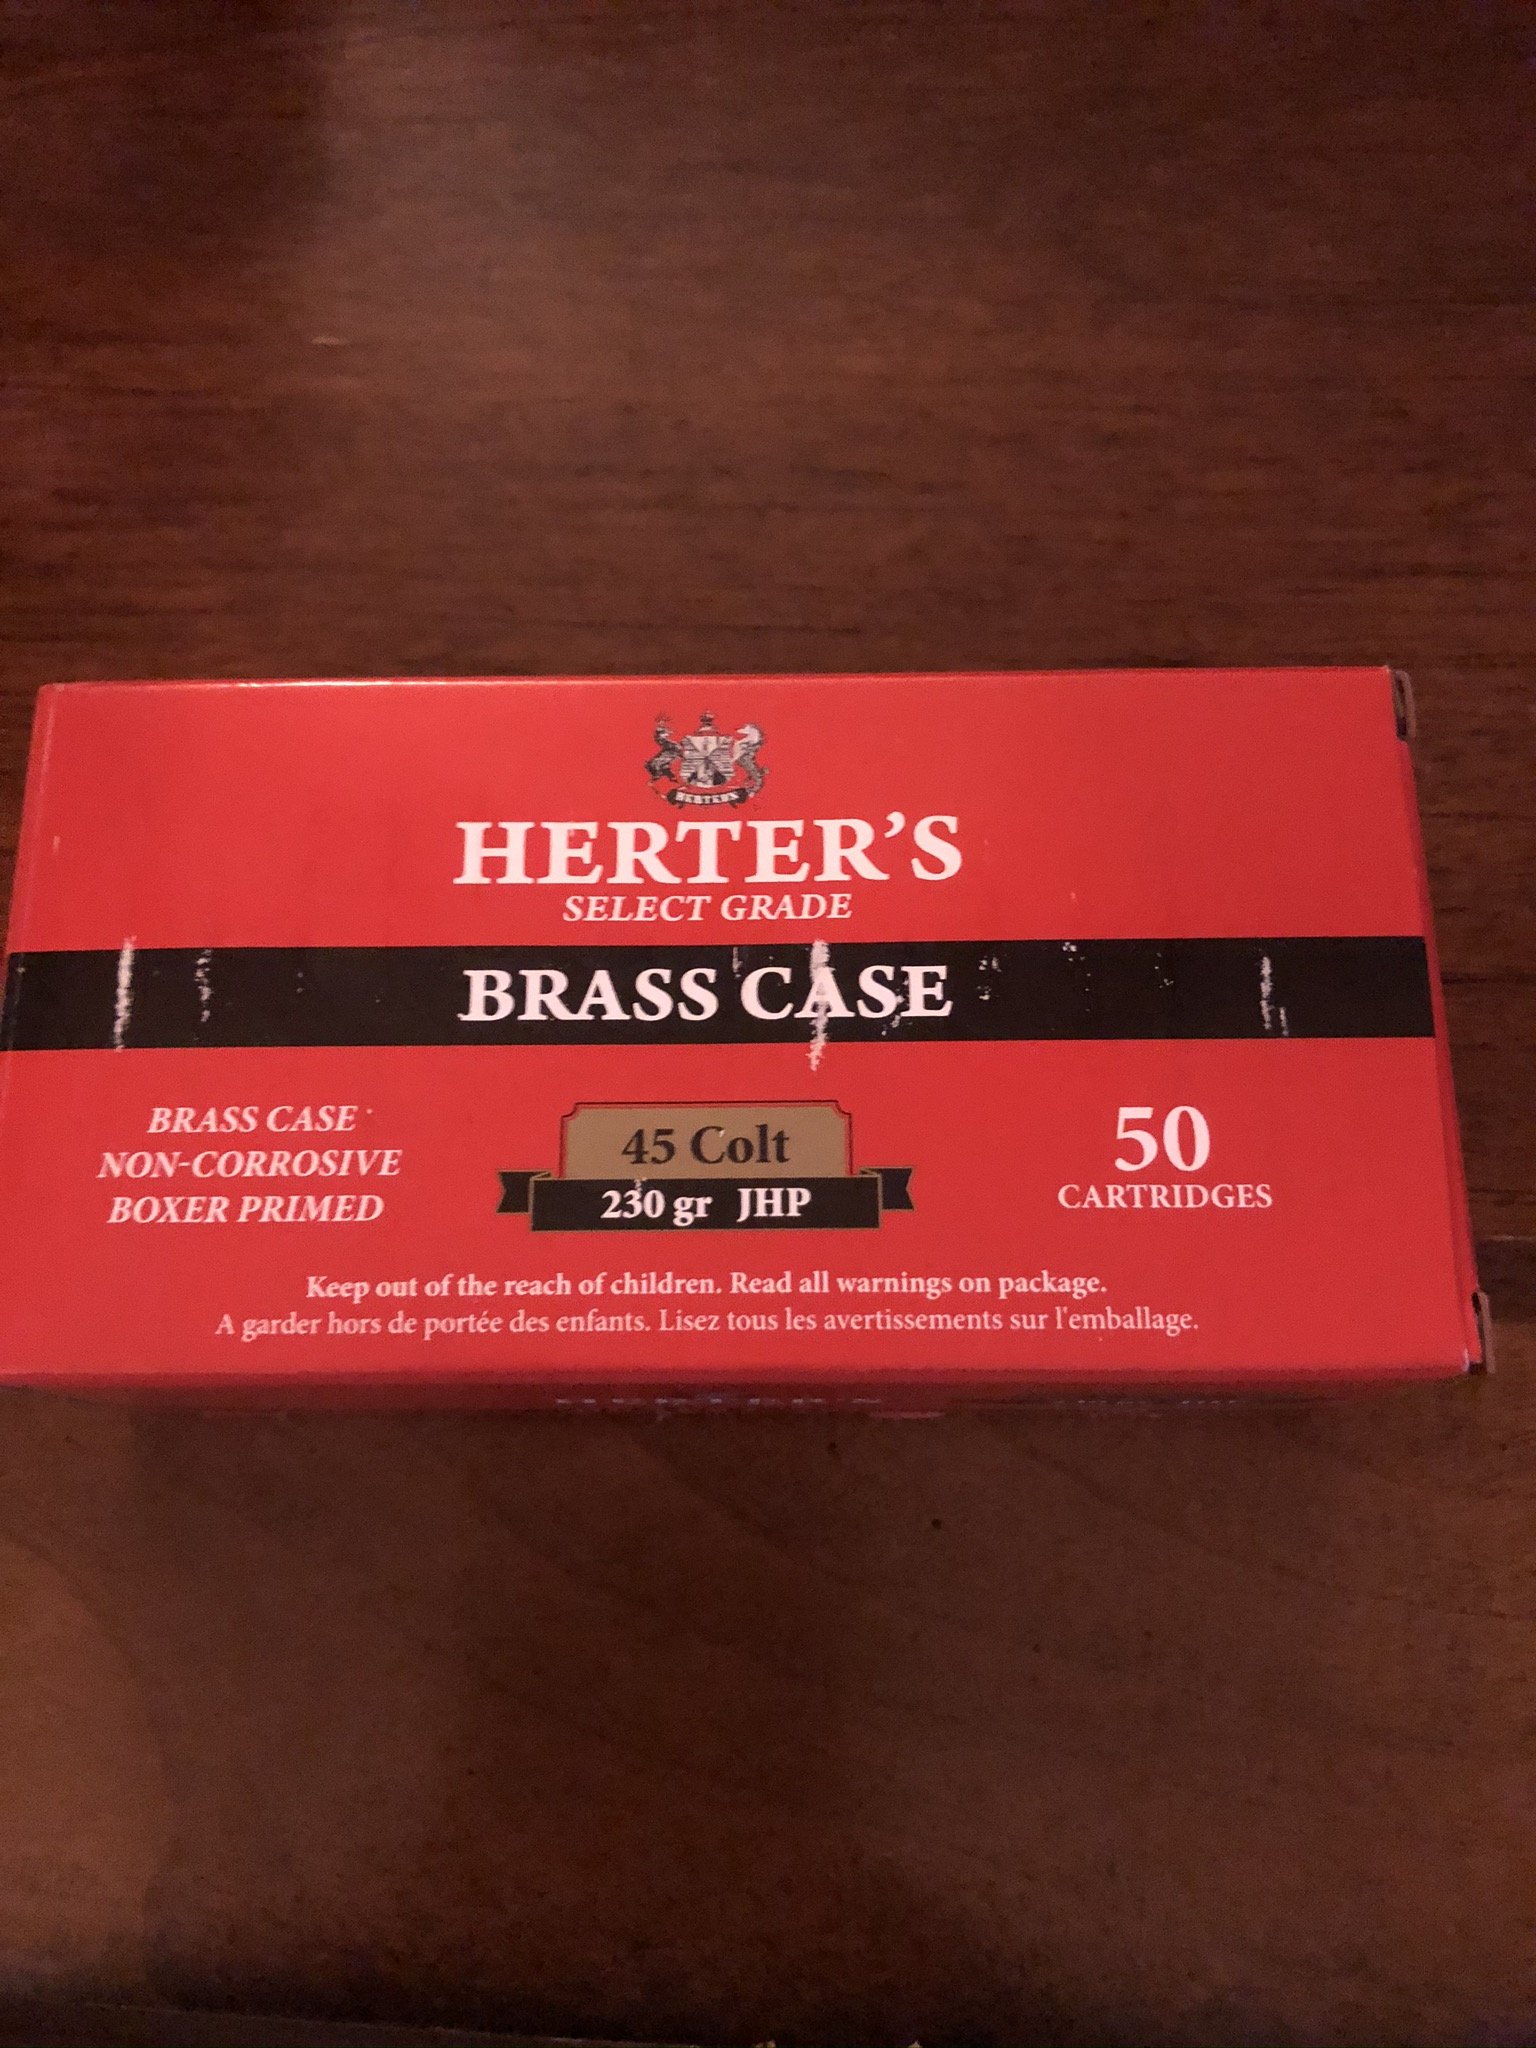 HERTER'S
HERTER'S
SELECT GRADE
BRASS CASE
BRASS CASE
NON-CORROSIVE
BOXER PRIMED
45 Colt
230 gr JHP
50
CARTRIDGES
Keep out of the reach of children. Read all warnings on package.
A garder hors de portée des enfants. Lisez tous les avertissements sur l'emballage.